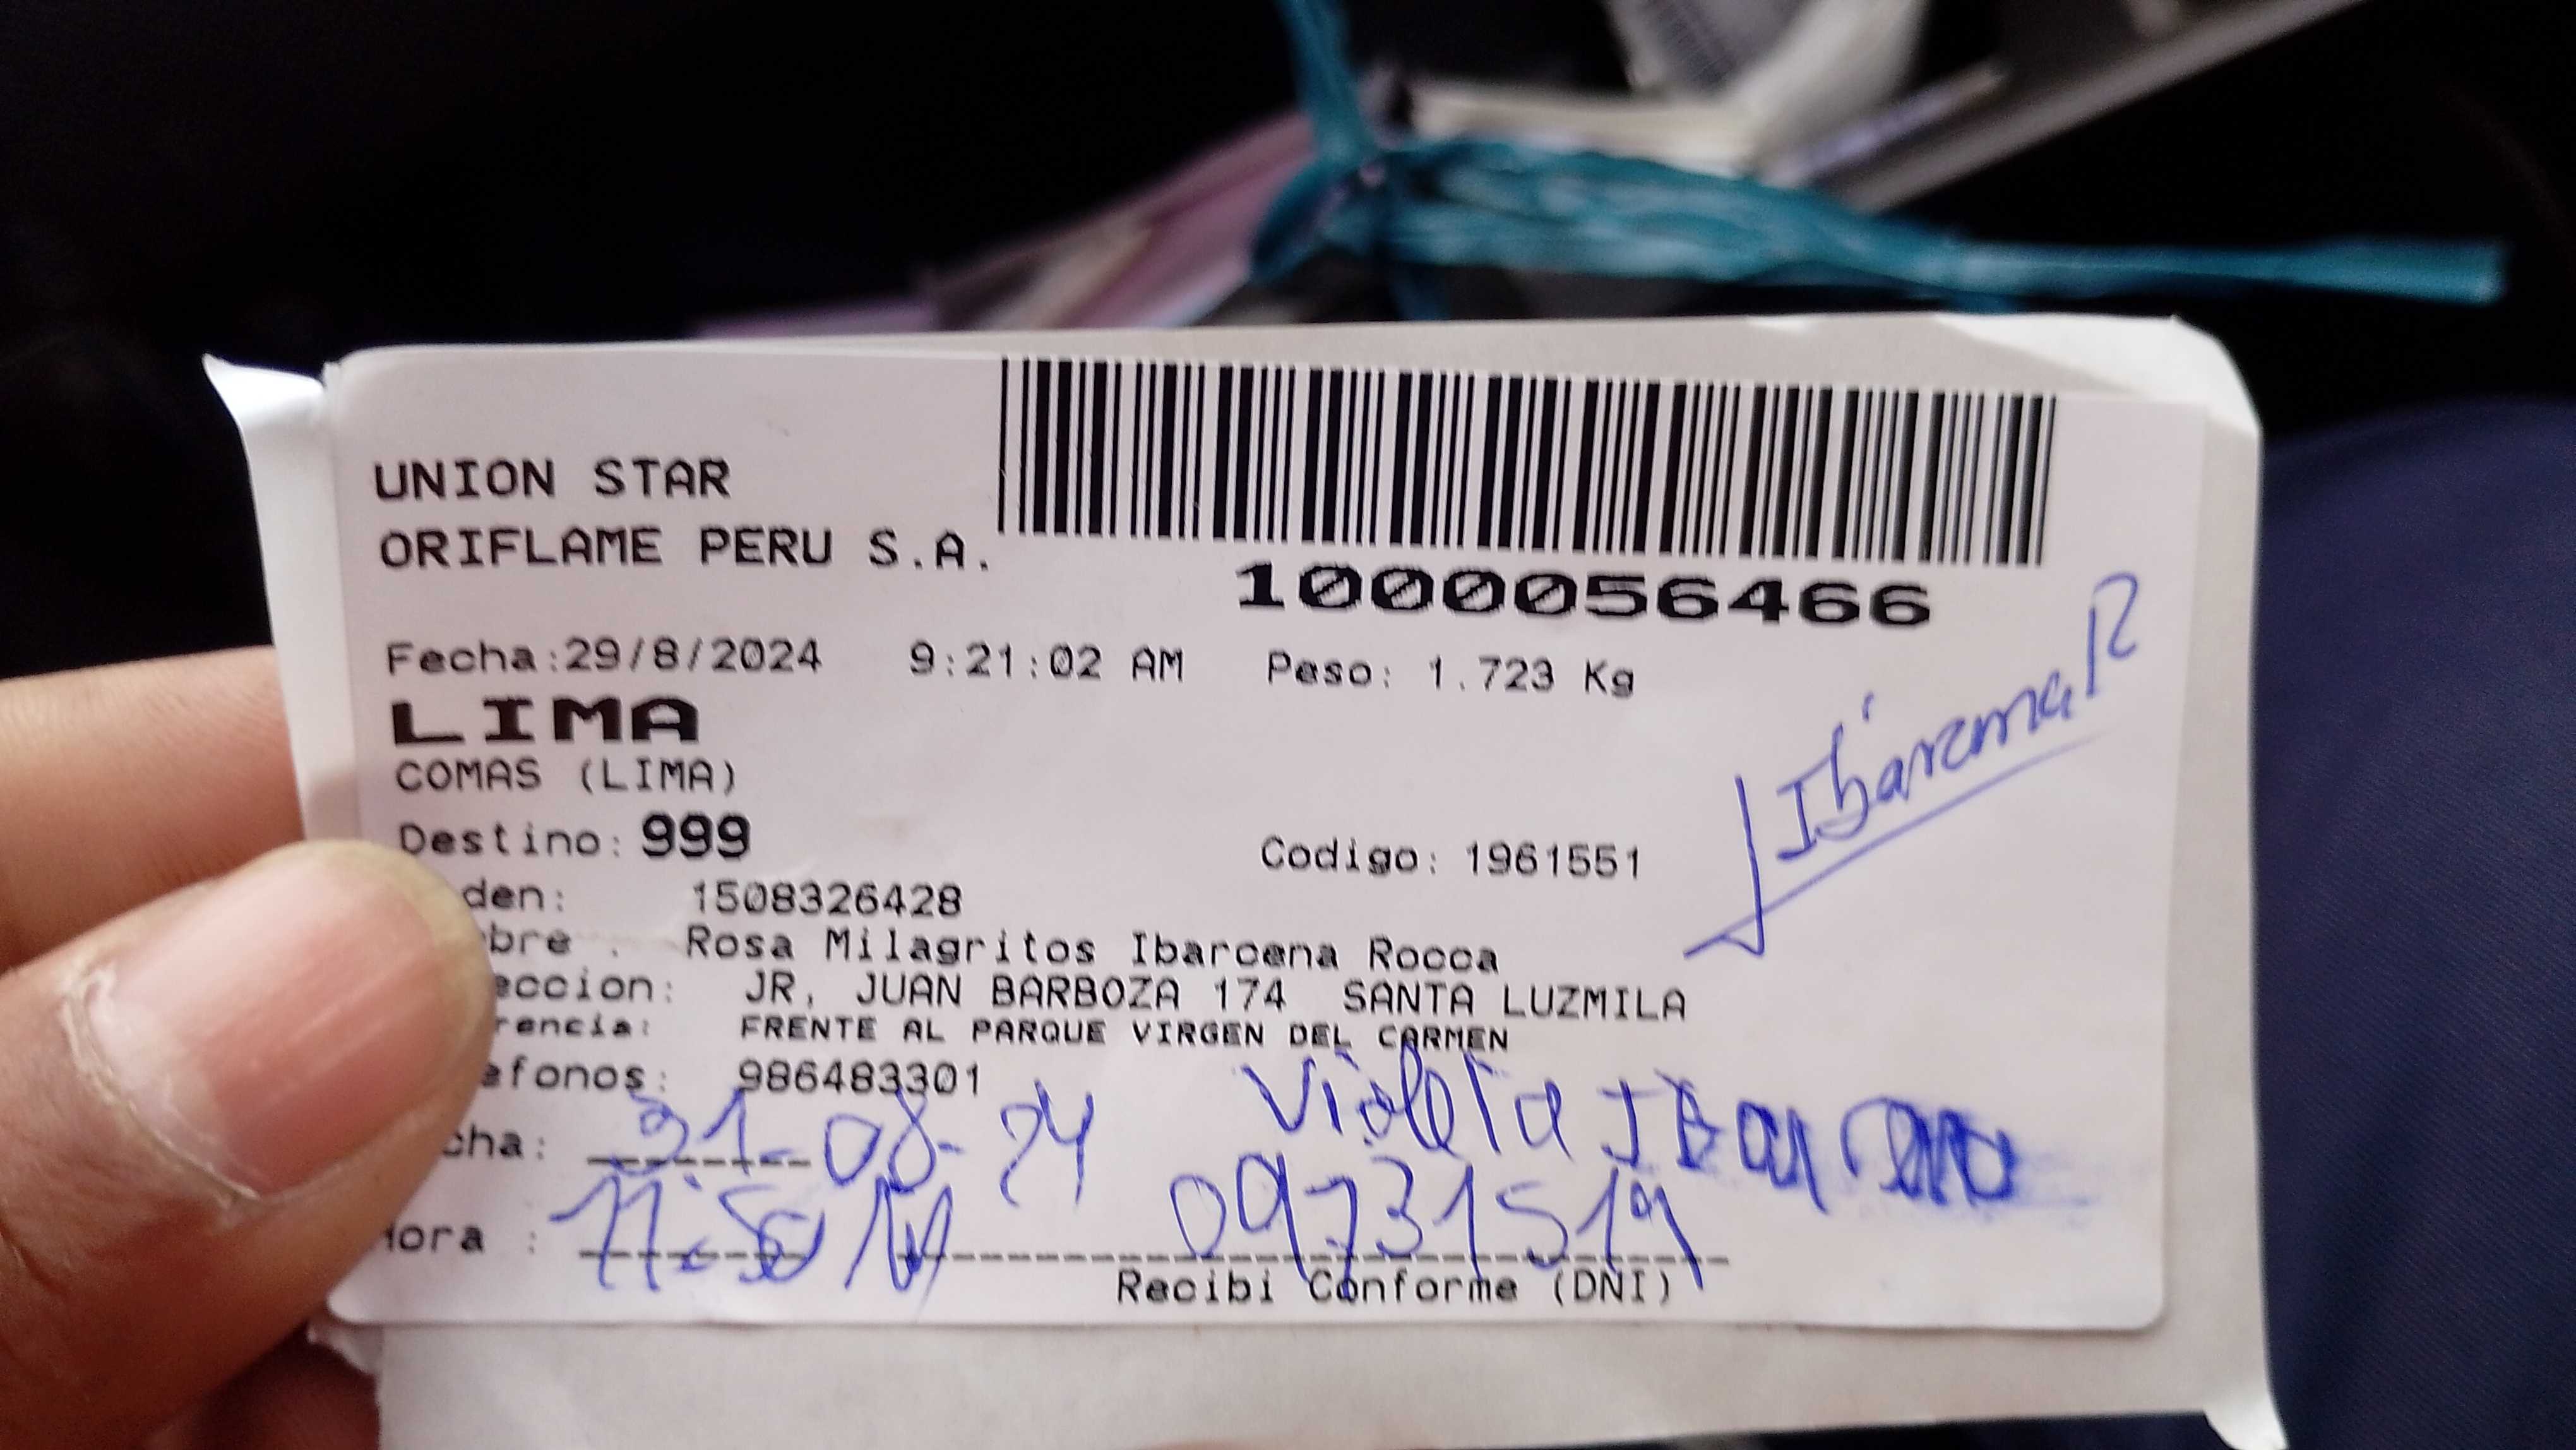 UNION STAR
ORIFLAME PERU S.A.
1000056466
Fecha:29/8/2024 9:21:02 AM Peso: 1.723 Kg
LIMA
COMAS (LIMA)
Destino: 999 Codigo: 1961551
den: 1508326428
bre : Rosa Milagritos Ibarcena Rocca
eccion: JR. JUAN BARBOZA 174 SANTA LUZMILA
rencia: FRENTE AL PARQUE VIRGEN DEL CARMEN
efonos: 986483301
Violeta
cha: 31-08-24
09731519
Hora :
Recibi Conforme (DNI)